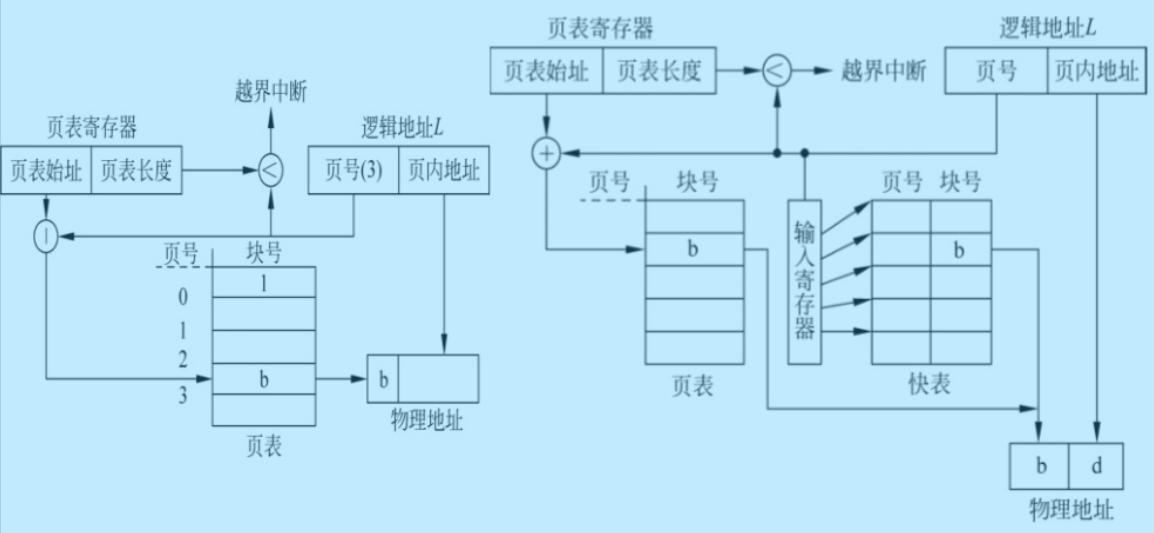 越界中断
页表寄存器
逻辑地址L
页表始址 页表长度
<
页号(3) 页内地址
|
页号 块号
1
0
1
2
b
3
b
页表
物理地址
页表寄存器
逻辑地址L
页表始址 页表长度
<
越界中断
页号 页内地址
+
页号 块号
页号 块号
b
输入寄存器
b
页表
快表
b d
物理地址